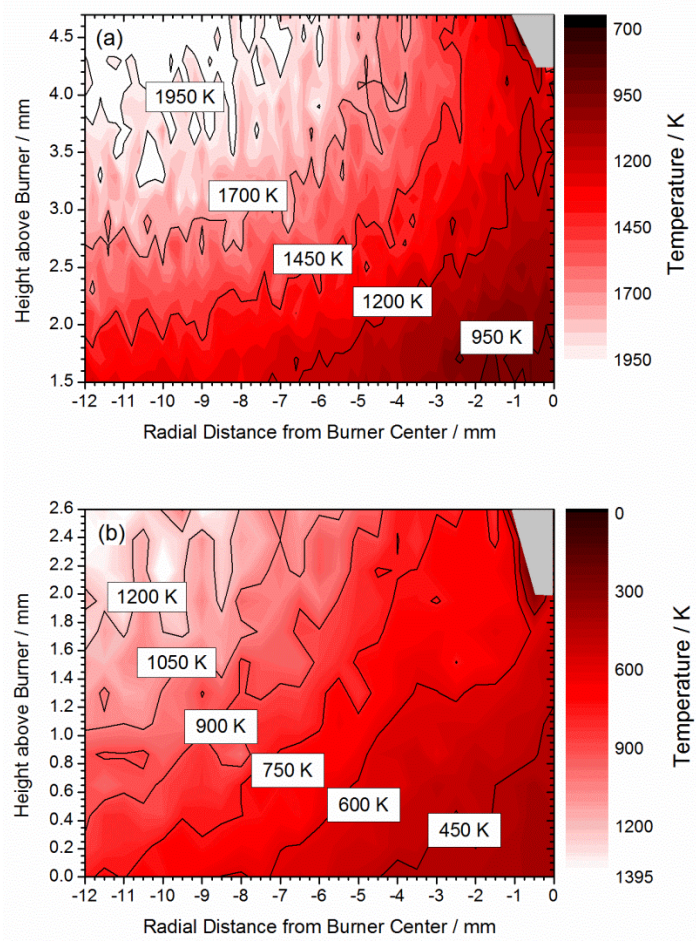 (a)
4.5
4.0
3.5
3.0
2.5
2.0
1.5
Height above Burner / mm
1950 K
1700 K
1450 K
1200 K
950 K
-12 -11 -10 -9 -8 -7 -6 -5 -4 -3 -2 -1 0
Radial Distance from Burner Center / mm
700
950
1200
1450
1700
1950
Temperature / K
(b)
2.6
2.4
2.2
2.0
1.8
1.6
1.4
1.2
1.0
0.8
0.6
0.4
0.2
0.0
Height above Burner / mm
1200 K
1050 K
900 K
750 K
600 K
450 K
-12 -11 -10 -9 -8 -7 -6 -5 -4 -3 -2 -1 0
Radial Distance from Burner Center / mm
0
300
600
900
1200
1395
Temperature / K